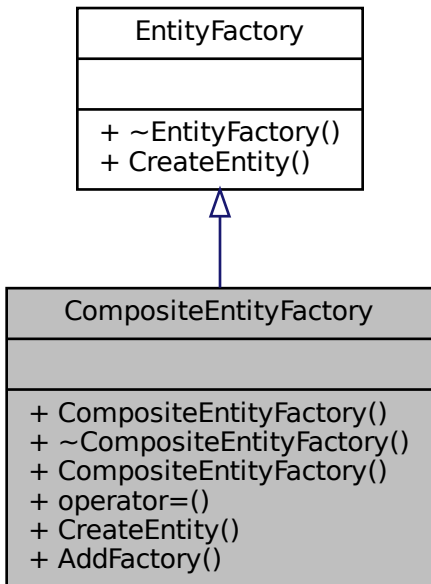 EntityFactory
+ ~EntityFactory()
+ CreateEntity()
CompositeEntityFactory
+ CompositeEntityFactory()
+ ~CompositeEntityFactory()
+ CompositeEntityFactory()
+ operator=()
+ CreateEntity()
+ AddFactory()